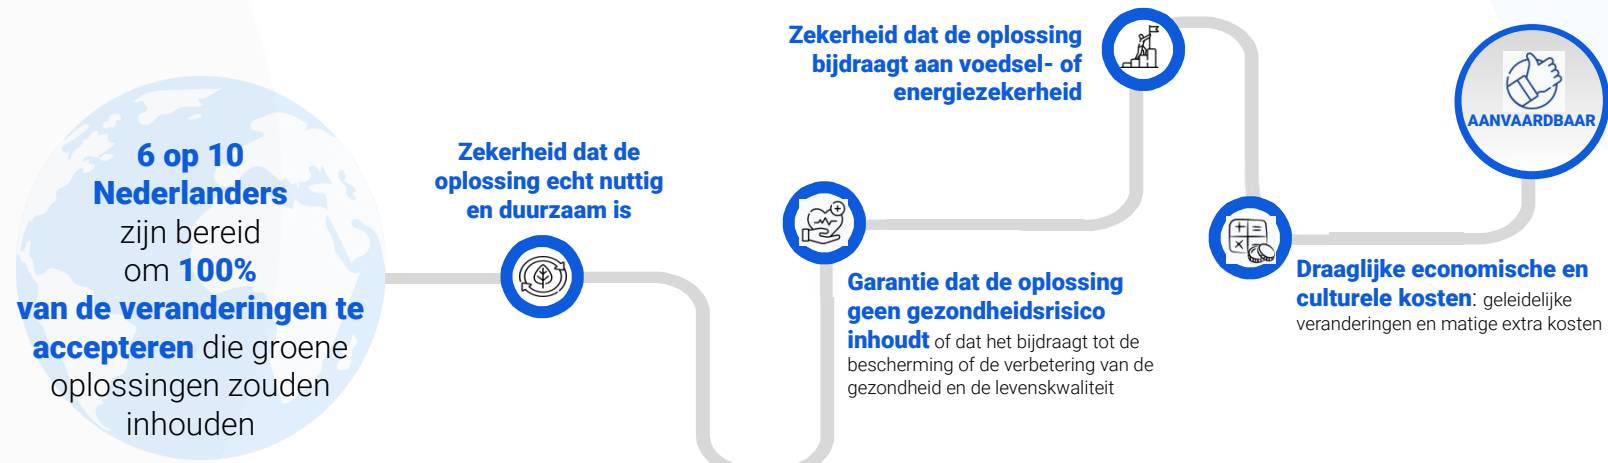 6 op 10
Nederlanders
zijn bereid
om 100%
van de veranderingen te
accepteren die groene
oplossingen zouden
inhouden
Zekerheid dat de
oplossing echt nuttig
en duurzaam is
Garantie dat de oplossing
geen gezondheidsrisico
inhoudt of dat het bijdraagt tot de
bescherming of de verbetering van de
gezondheid en de levenskwaliteit
Zekerheid dat de oplossing
bijdraagt aan voedsel- of
energiezekerheid
Draaglijke economische en
culturele kosten: geleidelijke
veranderingen en matige extra kosten
AANVAARDBAAR